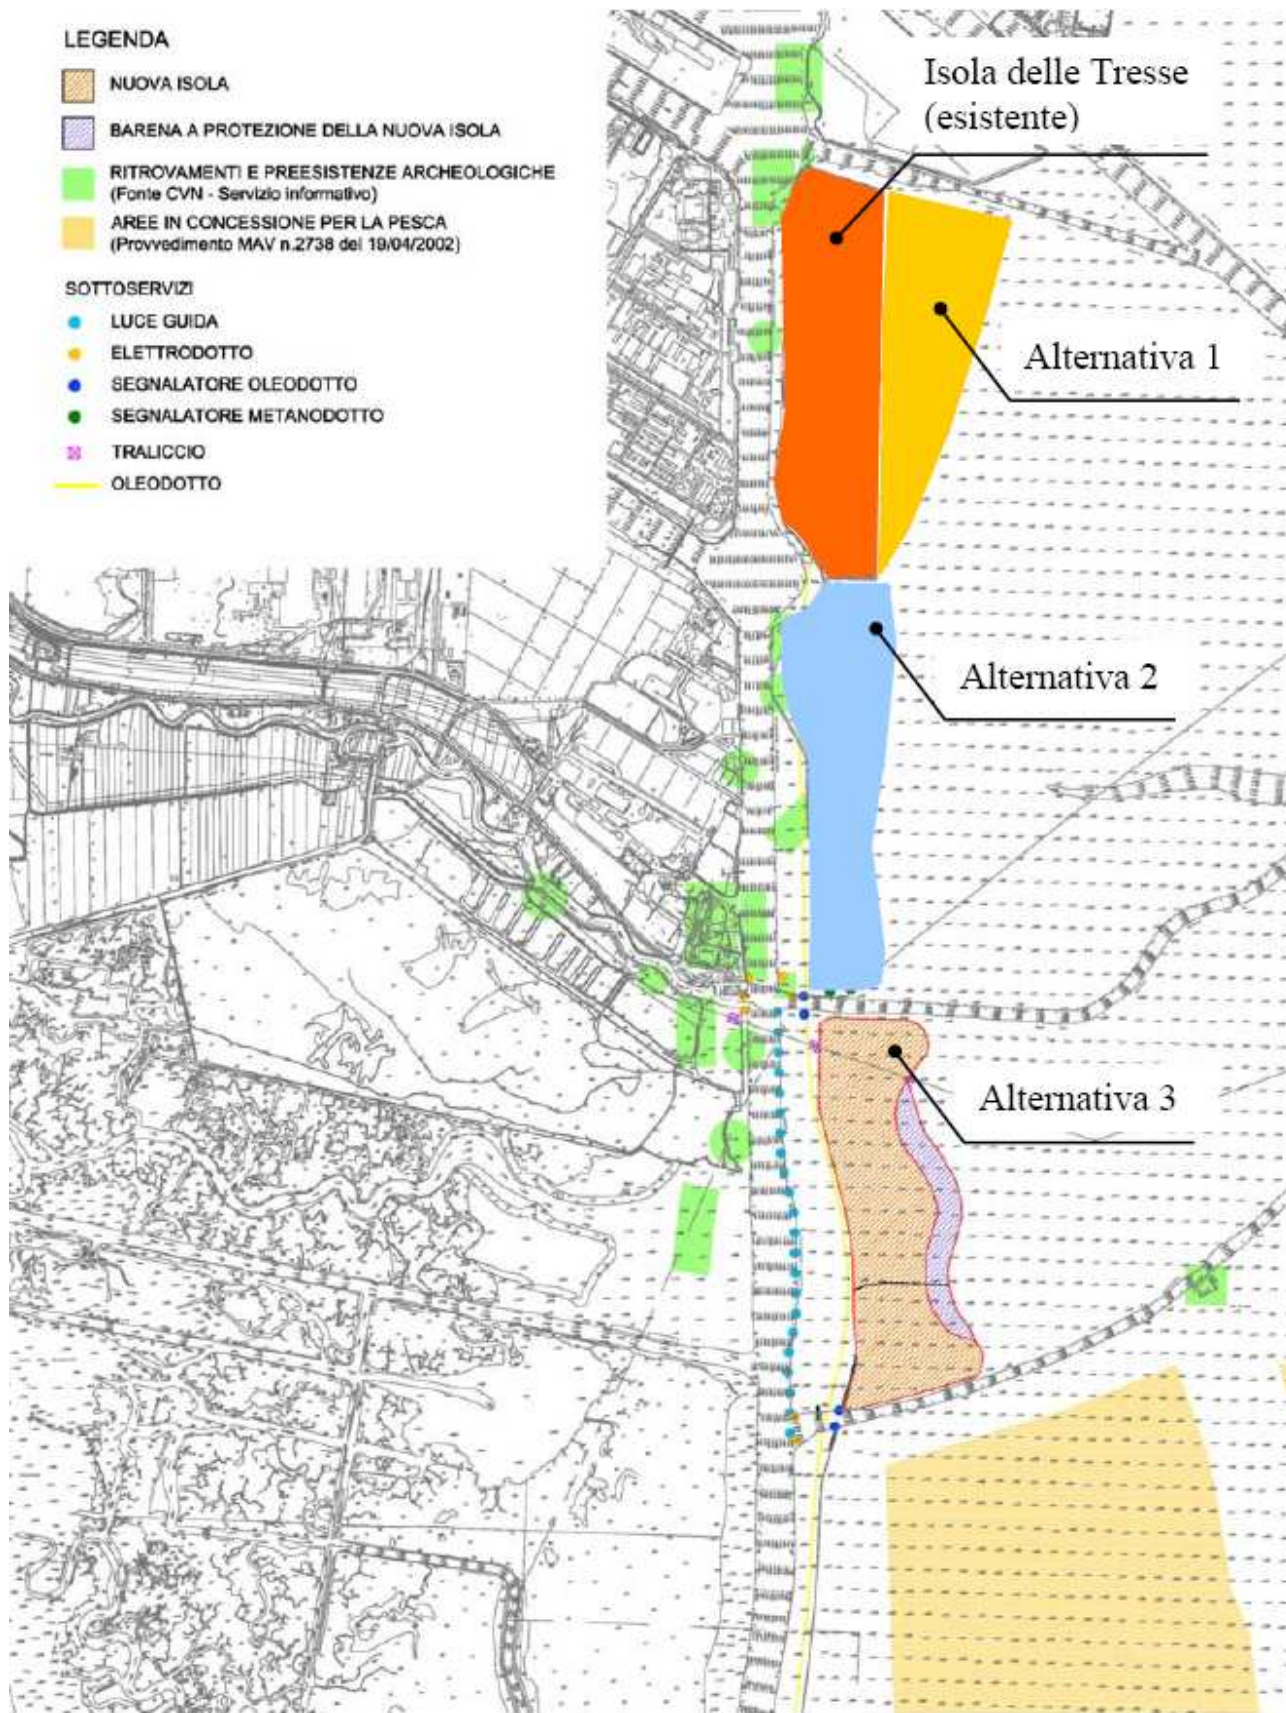 LEGENDA
NUOVA ISOLA
BARENA A PROTEZIONE DELLA NUOVA ISOLA
RITROVAMENTI E PREESISTENZE ARCHEOLOGICHE
(Fonte CVN - Servizio informativo)
AREE IN CONCESSIONE PER LA PESCA
(Provvedimento MAV n.2738 del 19/04/2002)
SOTTOSERVIZI
LUCE GUIDA
ELETTRODOTTO
SEGNALATORE OLEODOTTO
SEGNALATORE METANODOTTO
TRALICCIO
OLEODOTTO
Isola delle Tresse
(esistente)
Alternativa 1
Alternativa 2
Alternativa 3